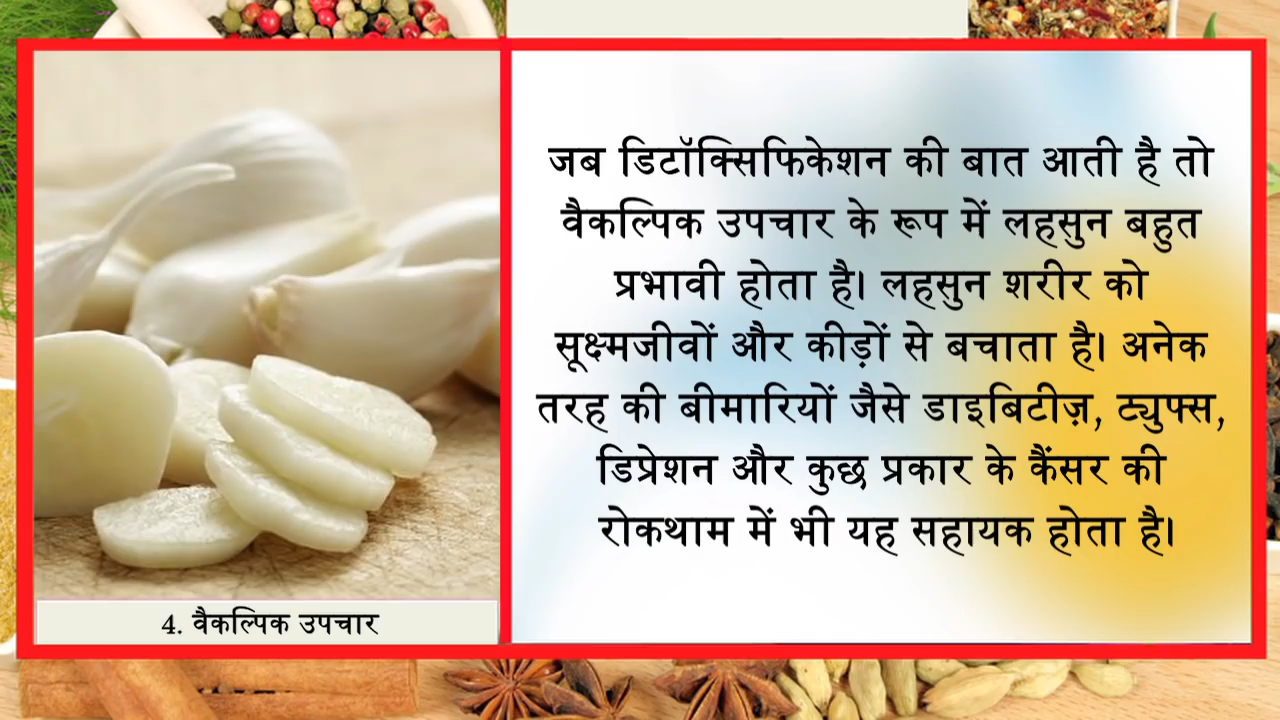 जब डिटॉक्सिफिकेशन की बात आती है तो
वैकल्पिक उपचार के रूप में लहसुन बहुत
प्रभावी होता है। लहसुन शरीर को
सूक्ष्मजीवों और कीड़ों से बचाता है। अनेक
तरह की बीमारियों जैसे डाइबिटीज़, ट्युफ्स,
डिप्रेशन और कुछ प्रकार के कैंसर की
रोकथाम में भी यह सहायक होता है।
4. वैकल्पिक उपचार